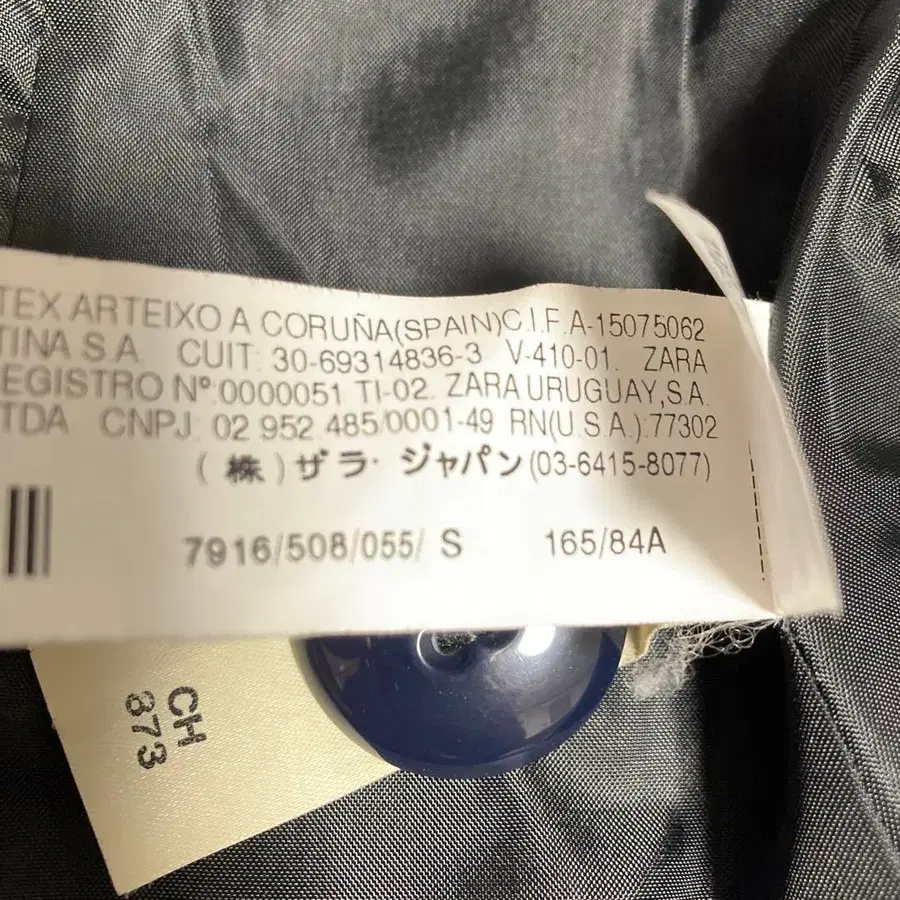 TEX ARTEIXO A CORUÑA(SPAIN)C.I.F.A-15075062
TINA S.A. CUIT: 30-69314836-3 V-410-01. ZARA
EGISTRO Nº:0000051 TI-02. ZARA URUGUAY,S.A.
TDA CNPJ: 02 952 485/0001-49 RN(U.S.A.):77302
(株)ザラ・ジャパン(03-6415-8077)
7916/508/055/ S 165/84A
CH
873